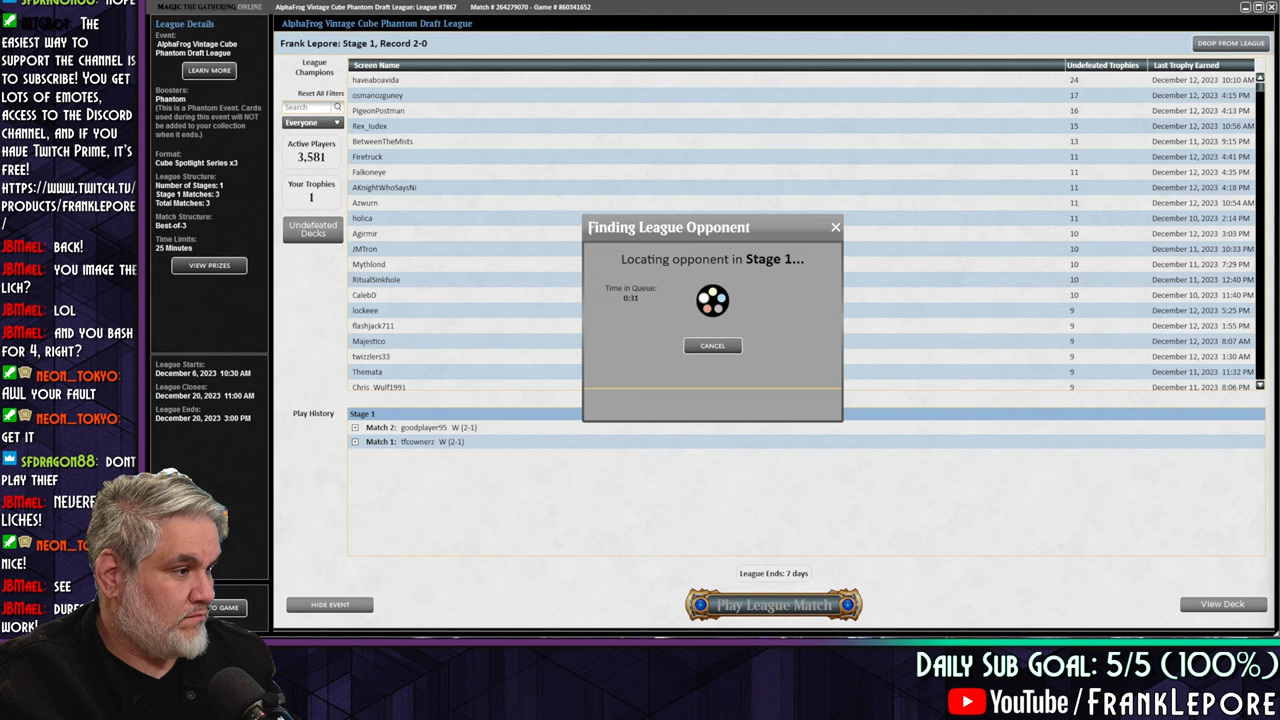 SFDRAGON88: NOPE
THE
EASIEST WAY TO
SUPPORT THE CHANNEL IS
TO SUBSCRIBE! YOU GET
LOTS OF EMOTES,
ACCESS TO THE DISCORD
CHANNEL, AND IF YOU
HAVE TWITCH PRIME, IT'S
FREE!
HTTPS://WWW.TWITCH.TV/
PRODUCTS/FRANKLEPORE
/
JBMAEL: BACK!
JBMAEL: YOU IMAGE THE
LICH?
JBMAEL: LOL
JBMAEL: AND YOU BASH
FOR 4, RIGHT?
NEON_TOKYO:
AWL YOUR FAULT
NEON_TOKYO:
GET IT
SFDRAGON88: DONT
PLAY THIEF
JBMAEL:
LICHES!
NICE!
JBMAEL: SEE
JBMAEL:
WORK!
MAGIC THE GATHERING ONLINE
AlphaFrog Vintage Cube Phantom Draft League: League #7867
Match # 264279070 - Game # 860341652
League Details
Event:
AlphaFrog Vintage Cube
Phantom Draft League
LEARN MORE
Boosters:
Phantom
(This is a Phantom Event. Cards
used during this event will NOT
be added to your collection
when it ends.)
Format:
Cube Spotlight Series x3
League Structure:
Number of Stages: 1
Stage 1 Matches: 3
Total Matches: 3
Match Structure:
Best-of-3
Time Limits:
25 Minutes
VIEW PRIZES
League Starts:
December 6, 2023 10:30 AM
League Closes:
December 20, 2023 11:00 AM
League Ends:
December 20, 2023 3:00 PM
TO GAME
AlphaFrog Vintage Cube Phantom Draft League
Frank Lepore: Stage 1, Record 2-0
DROP FROM LEAGUE
League
Champions
Reset All Filters
Search
Everyone
Active Players
3,581
Your Trophies
1
Undefeated
Decks
Screen Name Undefeated Trophies Last Trophy Earned
haveaboavida 24 December 12, 2023 10:10 AM
osmanozguney 17 December 12, 2023 4:15 PM
PigeonPostman 16 December 12, 2023 4:13 PM
Rex_Iudex 15 December 12, 2023 10:56 AM
BetweenTheMists 13 December 11, 2023 9:15 PM
Firetruck 11 December 12, 2023 4:41 PM
Falkoneye 11 December 12, 2023 4:35 PM
AKnightWhoSaysNi 11 December 12, 2023 4:18 PM
Azwurn 11 December 12, 2023 10:54 AM
holica 11 December 10, 2023 2:14 PM
Agirmir 10 December 12, 2023 3:03 PM
JMTron 10 December 11, 2023 10:33 PM
Mythlond 10 December 11, 2023 7:29 PM
RitualSinkhole 10 December 11, 2023 12:40 PM
CalebD 10 December 10, 2023 11:40 PM
lockeee 9 December 12, 2023 5:25 PM
flashjack711 9 December 12, 2023 1:55 PM
Majestico 9 December 12, 2023 8:07 AM
twizzlers33 9 December 12, 2023 1:30 AM
Themata 9 December 11, 2023 11:32 PM
Chris_Wulf1991 9 December 11, 2023 8:06 PM
Finding League Opponent
Locating opponent in Stage 1...
Time in Queue:
0:31
CANCEL
Play History
Stage 1
Match 2: goodplayer95 W (2-1)
Match 1: tfcownerz W (2-1)
League Ends: 7 days
HIDE EVENT
Play League Match
View Deck
DAILY SUB GOAL: 5/5 (100%)
YOUTUBE/FRANKLEPORE